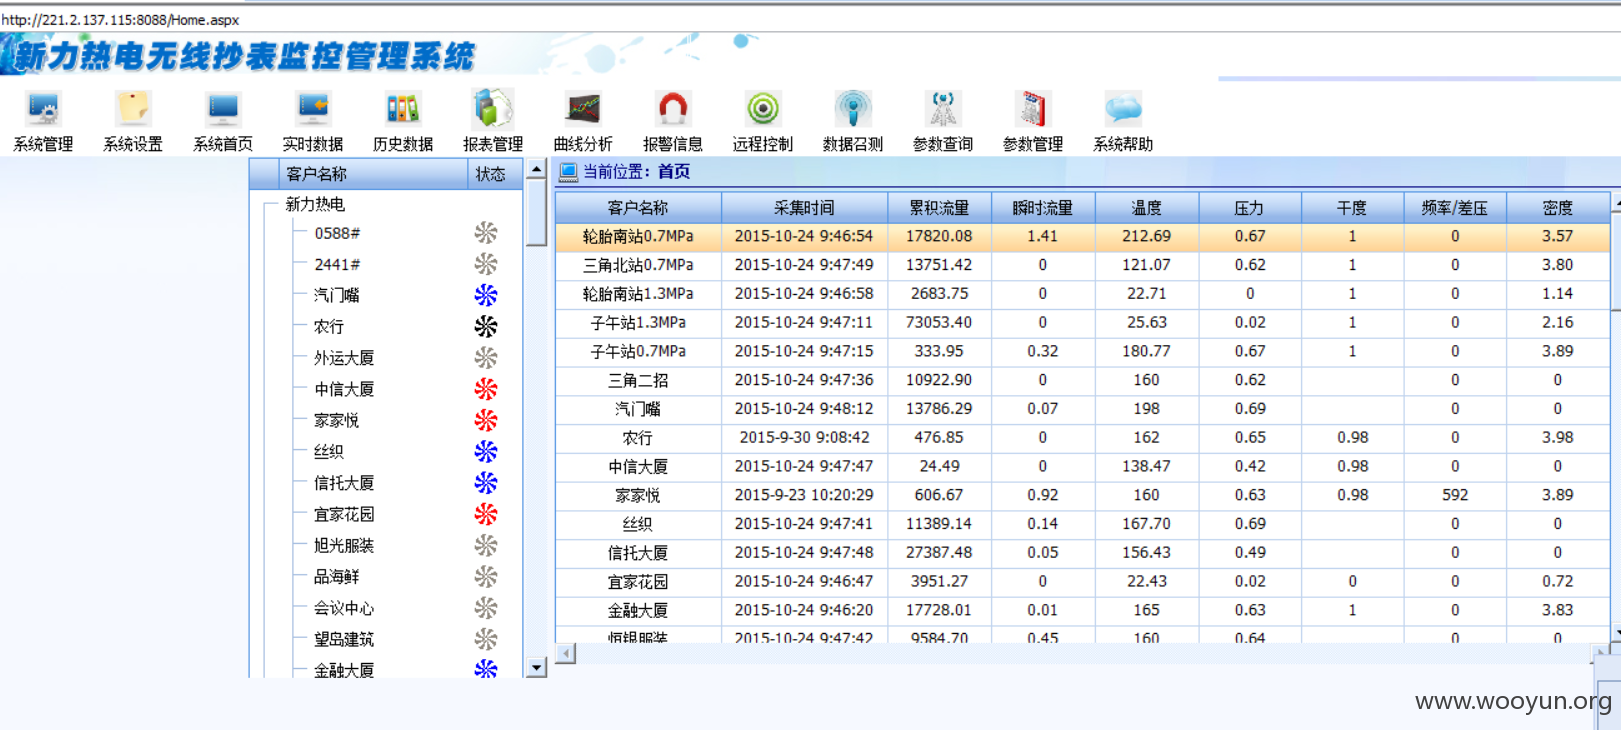 http://221.2.137.115:8088/Home.aspx
新力热电无线抄表监控管理系统
系统管理 系统设置 系统首页 实时数据 历史数据 报表管理 曲线分析 报警信息 远程控制 数据召测 参数查询 参数管理 系统帮助
客户名称 状态
新力热电
0588#
2441#
汽门嘴
农行
外运大厦
中信大厦
家家悦
丝织
信托大厦
宜家花园
旭光服装
品海鲜
会议中心
望岛建筑
金融大厦
当前位置：首页
客户名称 采集时间 累积流量 瞬时流量 温度 压力 干度 频率/差压 密度
轮胎南站0.7MPa 2015-10-24 9:46:54 17820.08 1.41 212.69 0.67 1 0 3.57
三角北站0.7MPa 2015-10-24 9:47:49 13751.42 0 121.07 0.62 1 0 3.80
轮胎南站1.3MPa 2015-10-24 9:46:58 2683.75 0 22.71 0 1 0 1.14
子午站1.3MPa 2015-10-24 9:47:11 73053.40 0 25.63 0.02 1 0 2.16
子午站0.7MPa 2015-10-24 9:47:15 333.95 0.32 180.77 0.67 1 0 3.89
三角二招 2015-10-24 9:47:36 10922.90 0 160 0.62 0 0
汽门嘴 2015-10-24 9:48:12 13786.29 0.07 198 0.69 0 0
农行 2015-9-30 9:08:42 476.85 0 162 0.65 0.98 0 3.98
中信大厦 2015-10-24 9:47:47 24.49 0 138.47 0.42 0.98 0 0
家家悦 2015-9-23 10:20:29 606.67 0.92 160 0.63 0.98 592 3.89
丝织 2015-10-24 9:47:41 11389.14 0.14 167.70 0.69 0 0
信托大厦 2015-10-24 9:47:48 27387.48 0.05 156.43 0.49 0 0
宜家花园 2015-10-24 9:46:47 3951.27 0 22.43 0.02 0 0 0.72
金融大厦 2015-10-24 9:46:20 17728.01 0.01 165 0.63 1 0 3.83
恒银服装 2015-10-24 9:47:42 9584.70 0.45 160 0.64 0 0
www.wooyun.org